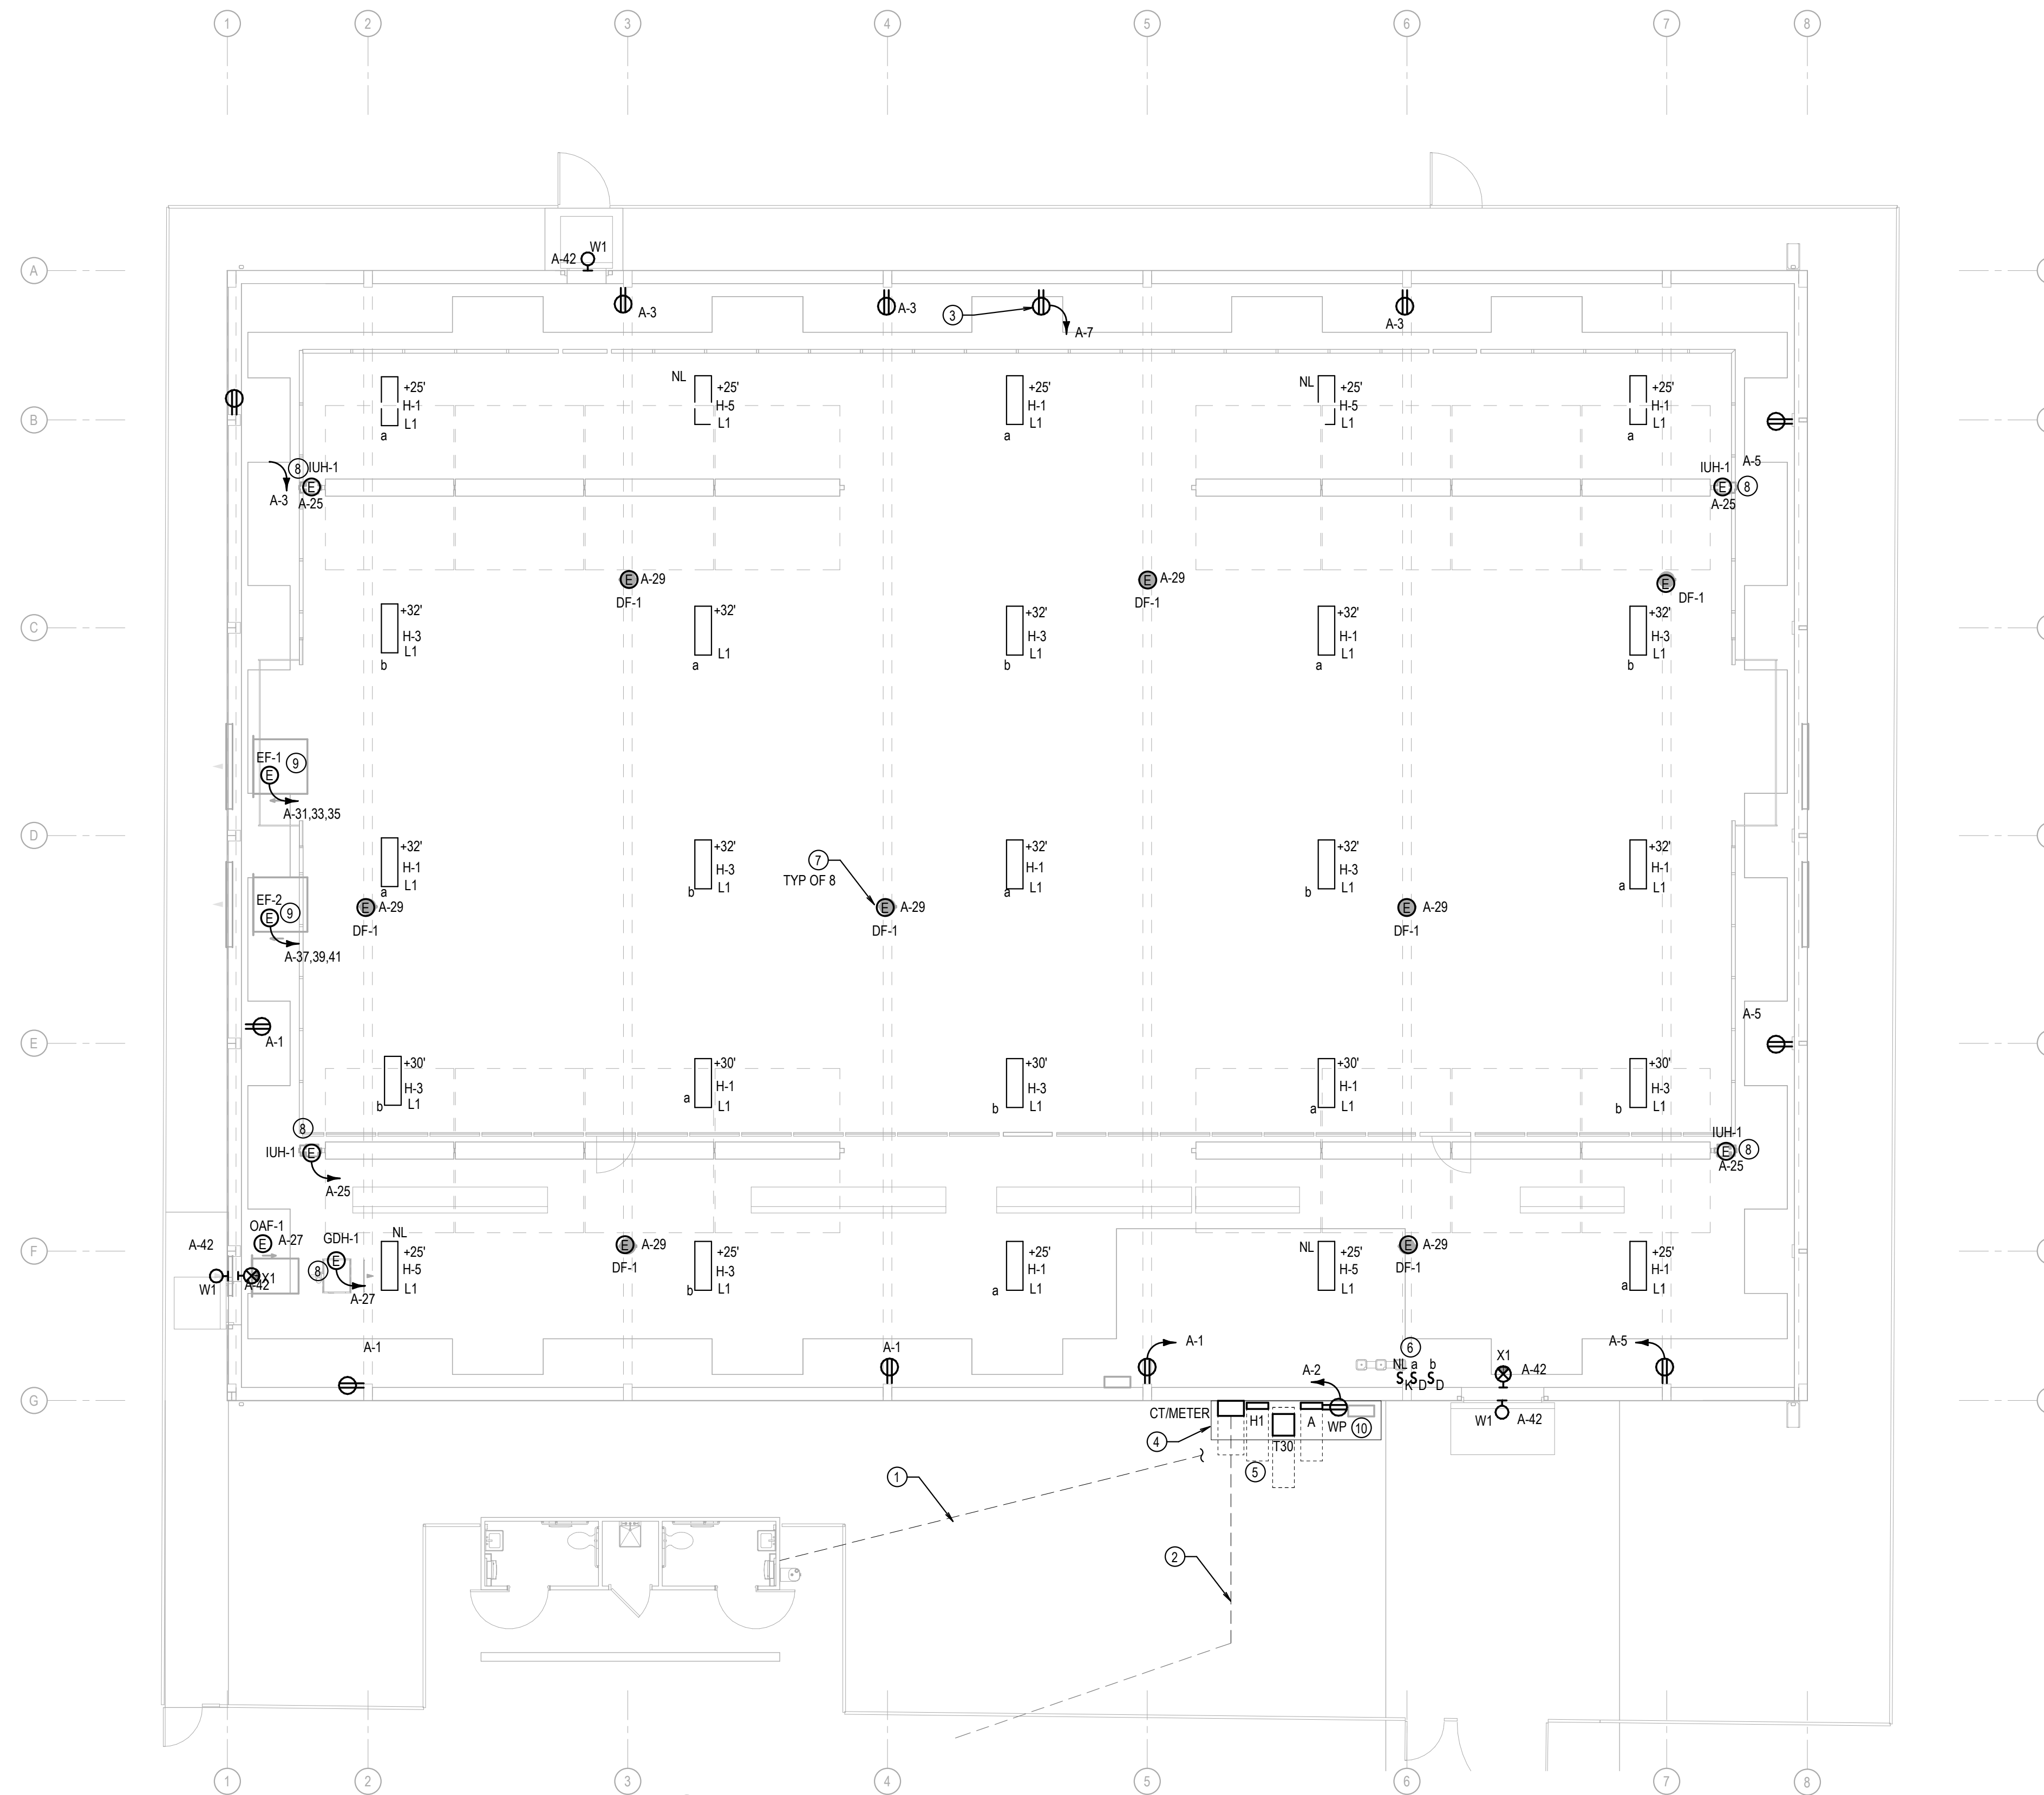 1 2 3 4 5 6 7 8
W1
A-42
A
A-3 A-3 A-3
3
A-7
+25' NL +25' +25' NL +25' +25'
H-1 H-5 H-1 H-5 H-1
L1 L1 L1 L1 L1
a a a
B
8 IUH-1 IUH-1 A-5
E E 8
A-3 A-25 A-25
E A-29 E A-29 E
DF-1 DF-1 DF-1
+32' +32' +32' +32' +32'
C
H-3 H-3 H-1 H-3
L1 L1 L1 L1 L1
b a b a b
EF-1 9
E
A-31,33,35
D
+32' +32' +32' +32' +32'
H-1 H-3 H-1 H-3 H-1
L1 L1 L1 L1 L1
a b a b a
7
TYP OF 8
EF-2 9
E
E A-29 E A-29 E A-29
DF-1 DF-1 DF-1
A-37,39,41
A-5
E
A-1
+30' +30' +30' +30' +30'
H-3 H-1 H-3 H-1 H-3
L1 L1 L1 L1 L1
b a b a b
8 IUH-1
IUH-1 E E 8
A-25 A-25
OAF-1 NL
A-42 E A-27 GDH-1
F
E A-29 E A-29
DF-1 DF-1
+25' +25' +25' NL +25' +25'
8 E
H-5 H-3 H-1 H-5 H-1
L1 L1 L1 L1 L1
b a a
W1 A-42 X1
A-27
A-1 A-1 A-1 A-5
6
NL a b
S S S
K D D
X1 A-42
A-2
G
CT/METER H1 A WP 10
W1 A-42
4 T30
5
1
2
1 2 3 4 5 6 7 8